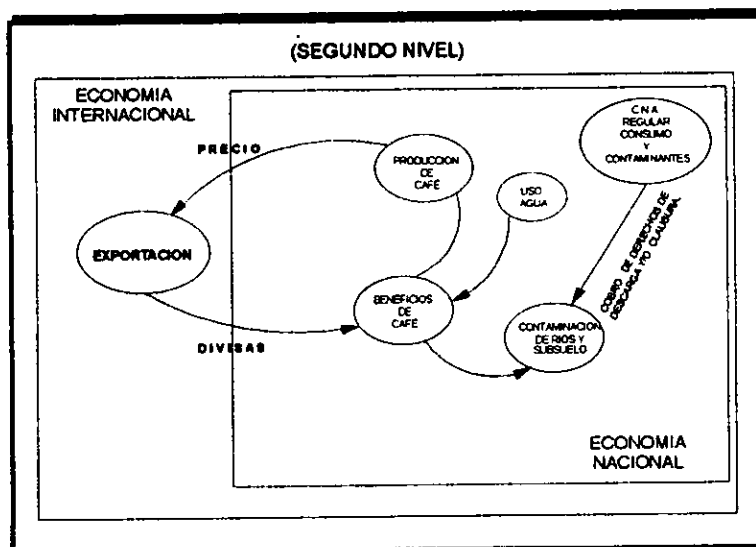 (SEGUNDO NIVEL)
ECONOMIA
INTERNACIONAL
C N A
REGULAR
CONSUMO
Y
CONTAMINANTES
PRECIO
PRODUCCION
DE
CAFÉ
USO
AGUA
EXPORTACION
COBRO DE DERECHOS DE
DESCARGA Y/O CLAUSURA.
BENEFICIOS
DE
CAFÉ
CONTAMINACION
DE RIOS Y
SUBSUELO
DIVISAS
ECONOMIA
NACIONAL